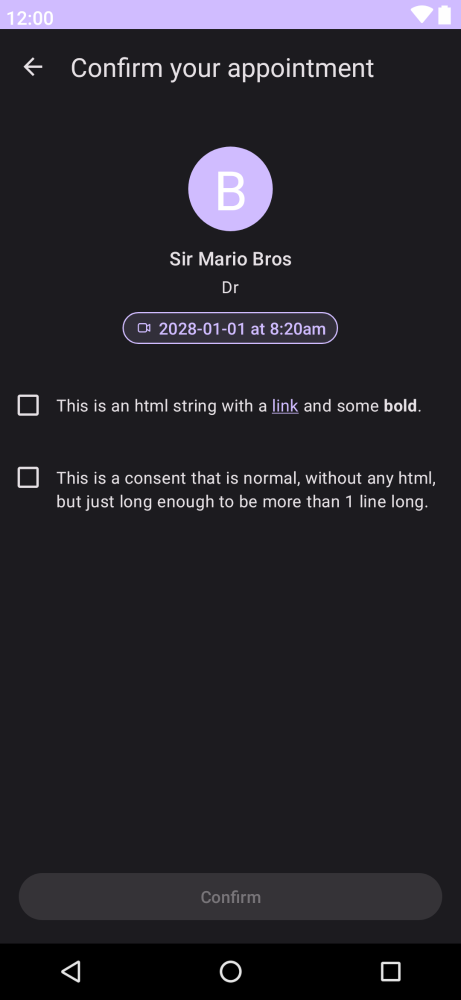 12:00
Confirm your appointment
B
Sir Mario Bros
Dr
2028-01-01 at 8:20am
This is an html string with a link and some bold.
This is a consent that is normal, without any html,
but just long enough to be more than 1 line long.
Confirm